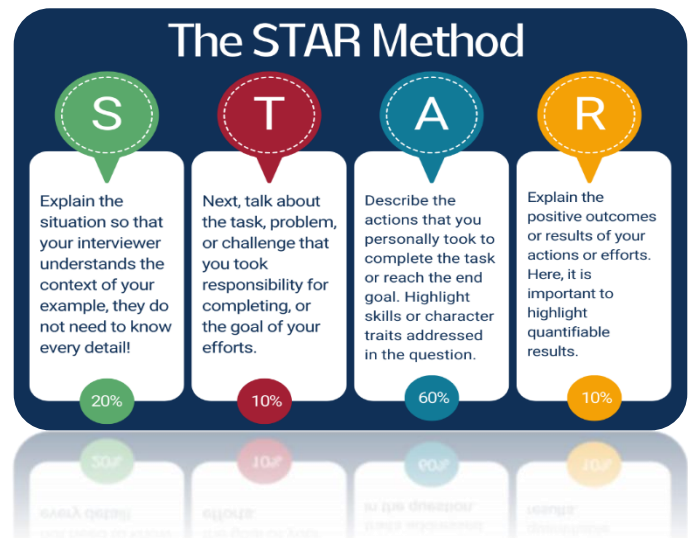 The STAR Method
S
Explain the
situation so that
your interviewer
understands the
context of your
example, they do
not need to know
every detail!
20%
T
Next, talk about
the task, problem,
or challenge that
you took
responsibility for
completing, or
the goal of your
efforts.
10%
A
Describe the
actions that you
personally took to
complete the task
or reach the end
goal. Highlight
skills or character
traits addressed
in the question.
60%
R
Explain the
positive outcomes
or results of your
actions or efforts.
Here, it is
important to
highlight
quantifiable
results.
10%